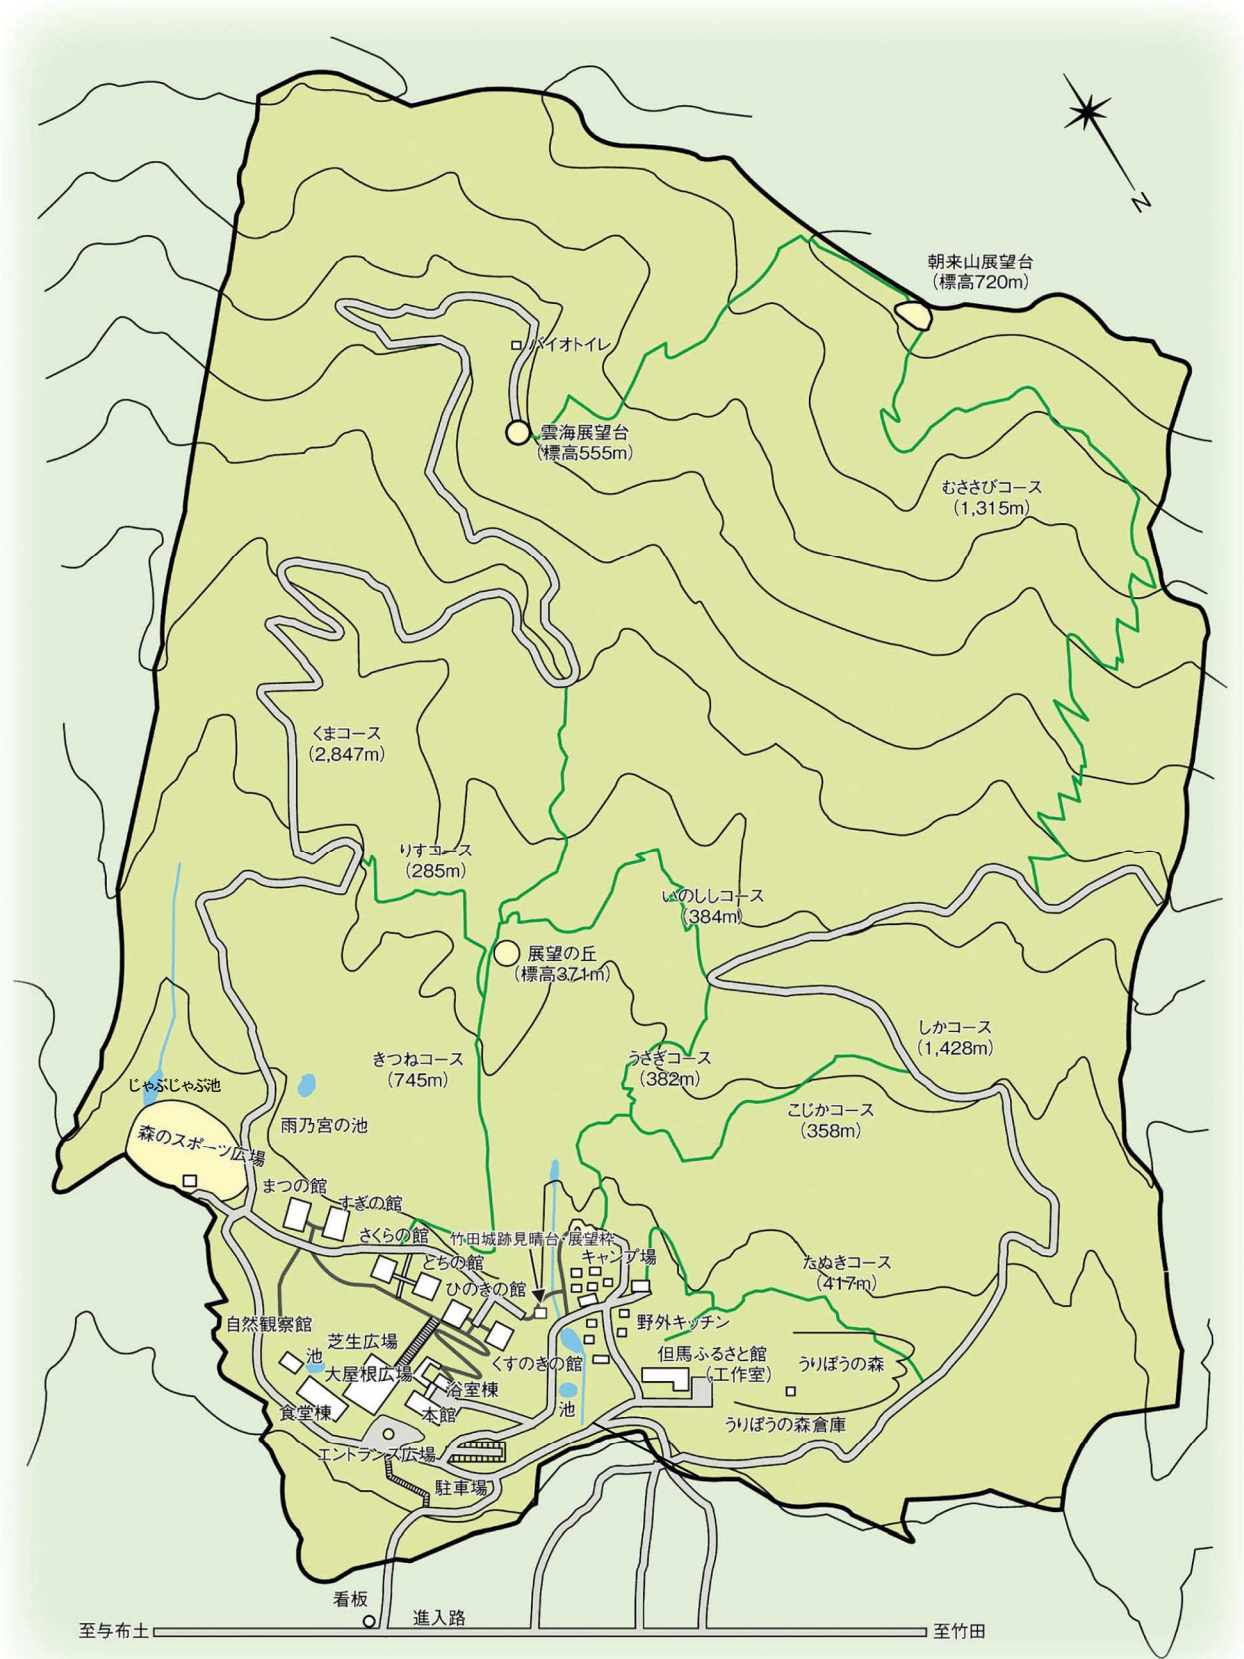 N
朝来山展望台
(標高720m)
バイオトイレ
雲海展望台
(標高555m)
むささびコース
(1,315m)
くまコース
(2,847m)
りすコース
(285m)
いのししコース
(384m)
展望の丘
(標高371m)
しかコース
(1,428m)
きつねコース
(745m)
うさぎコース
(382m)
じゃぶじゃぶ池
こじかコース
(358m)
雨乃宮の池
森のスポーツ広場
まつの館
すぎの館
さくらの館
竹田城跡見晴台・展望枠
キャンプ場
とちの館
たぬきコース
(417m)
ひのきの館
自然観察館
芝生広場
野外キッチン
池
大屋根広場
くすのきの館
但馬ふるさと館
(工作室)
うりぼうの森
浴室棟
食堂棟
本館
池
うりぼうの森倉庫
エントランス広場
駐車場
看板
進入路
至与布土
至竹田